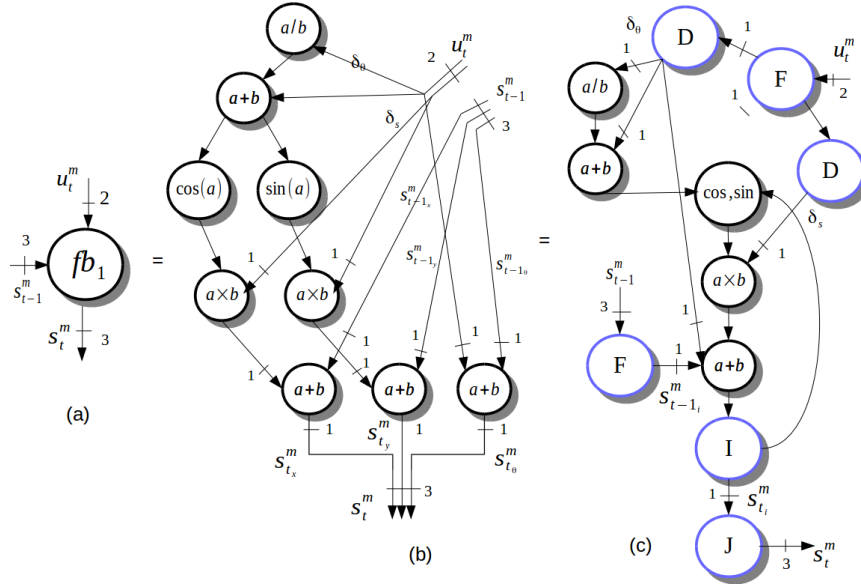 u_t^m
2
3
s_{t-1}^m
fb_1
s_t^m
3
(a)
=
a/b
δ_θ
2
u_t^m
s_{t-1}^m
3
a+b
δ_s
cos(a)
sin(a)
s_{t-1_x}^m
s_{t-1_y}^m
s_{t-1_θ}^m
1
1
a×b
a×b
1
1
1
1
1
1
a+b
a+b
a+b
1
1
1
s_{t_x}^m
s_{t_y}^m
s_{t_θ}^m
3
s_t^m
(b)
=
δ_θ
D
1
1
F
u_t^m
2
a/b
1
1
a+b
D
cos,sin
δ_s
1
a×b
s_{t-1}^m
3
1
F
1
a+b
s_{t-1_i}^m
I
1
s_{t_i}^m
J
3
s_t^m
(c)